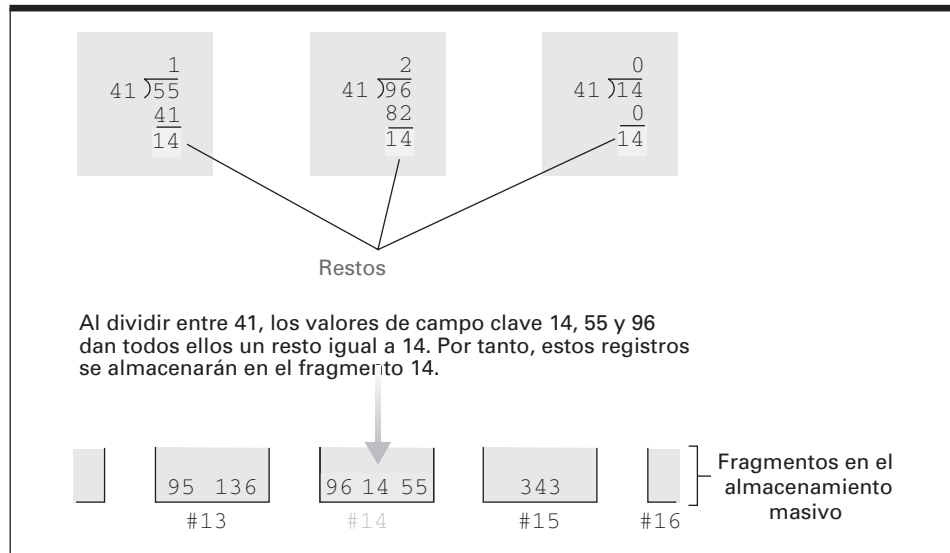 1
41 )55
41
14
2
41 )96
82
14
0
41 )14
0
14
Restos
Al dividir entre 41, los valores de campo clave 14, 55 y 96
dan todos ellos un resto igual a 14. Por tanto, estos registros
se almacenarán en el fragmento 14.
95 136
96 14 55
343
#13
#14
#15
#16
Fragmentos en el
almacenamiento
masivo